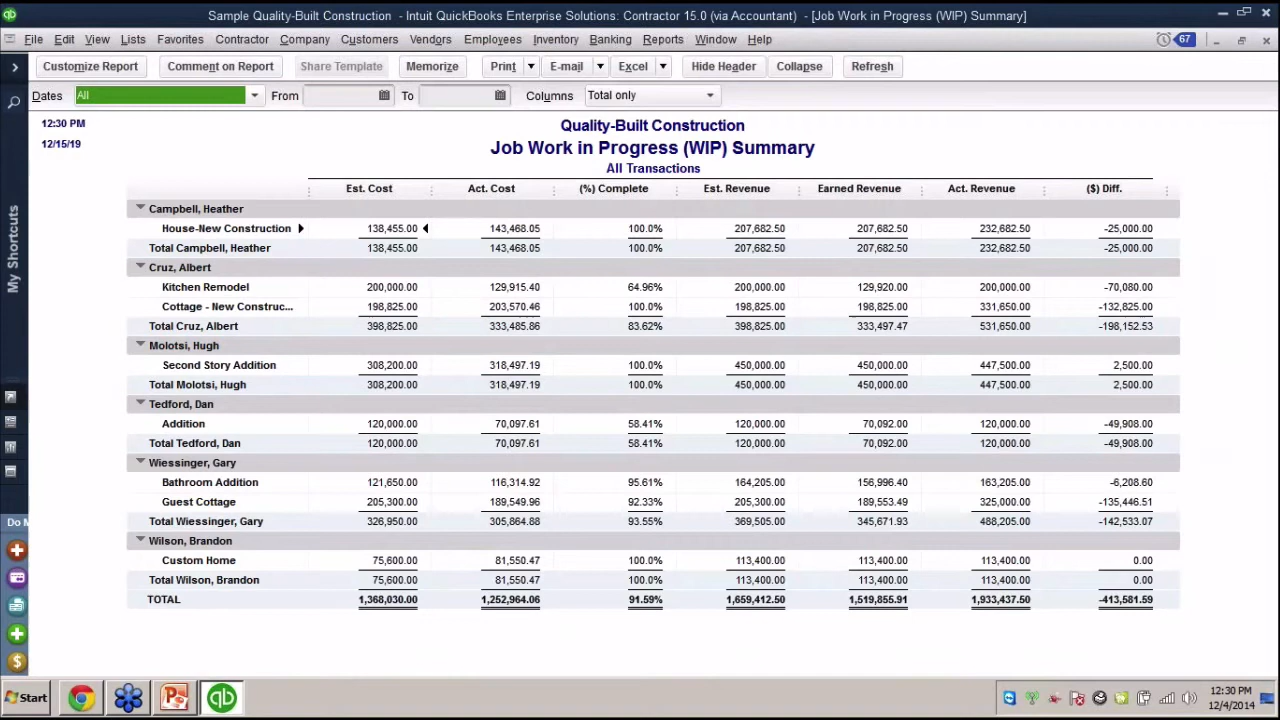 Sample Quality-Built Construction - Intuit QuickBooks Enterprise Solutions: Contractor 15.0 (via Accountant) - [Job Work in Progress (WIP) Summary]
File Edit View Lists Favorites Contractor Company Customers Vendors Employees Inventory Banking Reports Window Help 67
Customize Report Comment on Report Share Template Memorize Print E-mail Excel Hide Header Collapse Refresh
Dates All From To Columns Total only
12:30 PM
12/15/19
Quality-Built Construction
Job Work in Progress (WIP) Summary
All Transactions
Est. Cost Act. Cost (%) Complete Est. Revenue Earned Revenue Act. Revenue ($) Diff.
Campbell, Heather
House-New Construction 138,455.00 143,468.05 100.0% 207,682.50 207,682.50 232,682.50 -25,000.00
Total Campbell, Heather 138,455.00 143,468.05 100.0% 207,682.50 207,682.50 232,682.50 -25,000.00
Cruz, Albert
Kitchen Remodel 200,000.00 129,915.40 64.96% 200,000.00 129,920.00 200,000.00 -70,080.00
Cottage - New Construc... 198,825.00 203,570.46 100.0% 198,825.00 198,825.00 331,650.00 -132,825.00
Total Cruz, Albert 398,825.00 333,485.86 83.62% 398,825.00 333,497.47 531,650.00 -198,152.53
Molotsi, Hugh
Second Story Addition 308,200.00 318,497.19 100.0% 450,000.00 450,000.00 447,500.00 2,500.00
Total Molotsi, Hugh 308,200.00 318,497.19 100.0% 450,000.00 450,000.00 447,500.00 2,500.00
Tedford, Dan
Addition 120,000.00 70,097.61 58.41% 120,000.00 70,092.00 120,000.00 -49,908.00
Total Tedford, Dan 120,000.00 70,097.61 58.41% 120,000.00 70,092.00 120,000.00 -49,908.00
Wiessinger, Gary
Bathroom Addition 121,650.00 116,314.92 95.61% 164,205.00 156,996.40 163,205.00 -6,208.60
Guest Cottage 205,300.00 189,549.96 92.33% 205,300.00 189,553.49 325,000.00 -135,446.51
Total Wiessinger, Gary 326,950.00 305,864.88 93.55% 369,505.00 345,671.93 488,205.00 -142,533.07
Wilson, Brandon
Custom Home 75,600.00 81,550.47 100.0% 113,400.00 113,400.00 113,400.00 0.00
Total Wilson, Brandon 75,600.00 81,550.47 100.0% 113,400.00 113,400.00 113,400.00 0.00
TOTAL 1,368,030.00 1,252,964.06 91.59% 1,659,412.50 1,519,855.91 1,933,437.50 -413,581.59
My Shortcuts
Do M
Start
12:30 PM
12/4/2014